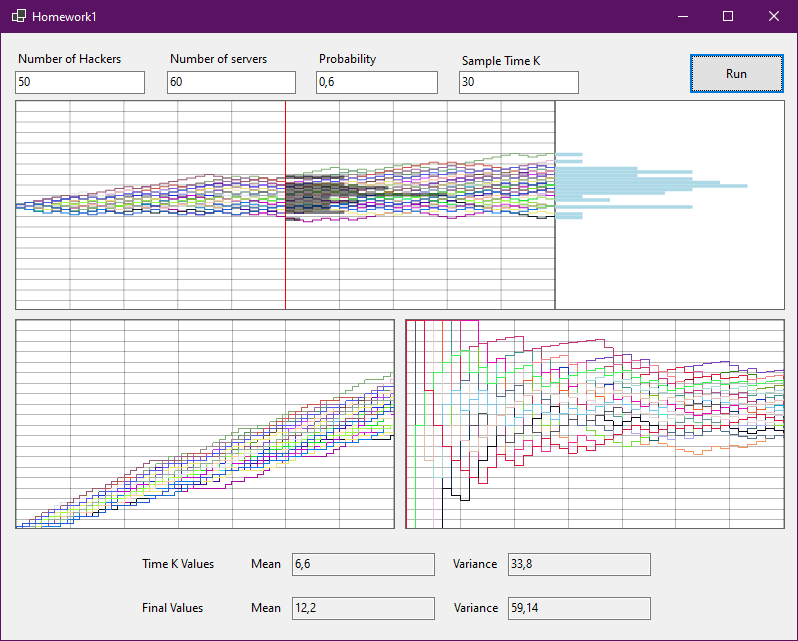 Homework1
Number of Hackers Number of servers Probability Sample Time K
50 60 0,6 30 Run
Time K Values Mean 6,6 Variance 33,8
Final Values Mean 12,2 Variance 59,14